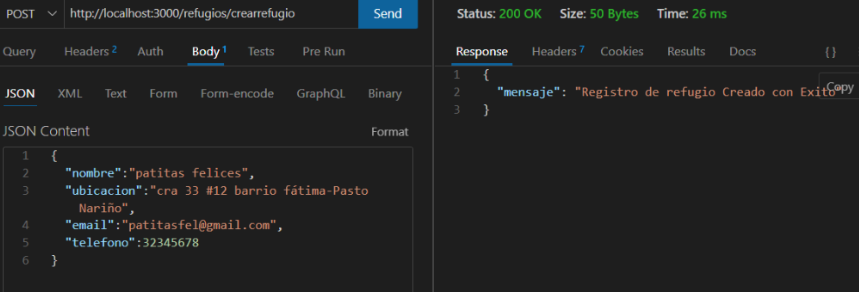 POST http://localhost:3000/refugios/crearrefugio Send
Query Headers 2 Auth Body 1 Tests Pre Run
JSON XML Text Form Form-encode GraphQL Binary
JSON Content Format
1 {
2 "nombre":"patitas felices",
3 "ubicacion":"cra 33 #12 barrio fátima-Pasto
Nariño",
4 "email":"patitasfel@gmail.com",
5 "telefono":32345678
6 }
Status: 200 OK Size: 50 Bytes Time: 26 ms
Response Headers 7 Cookies Results Docs { }
1 {
2 "mensaje": "Registro de refugio Creado con Exito"
3 }
Copy